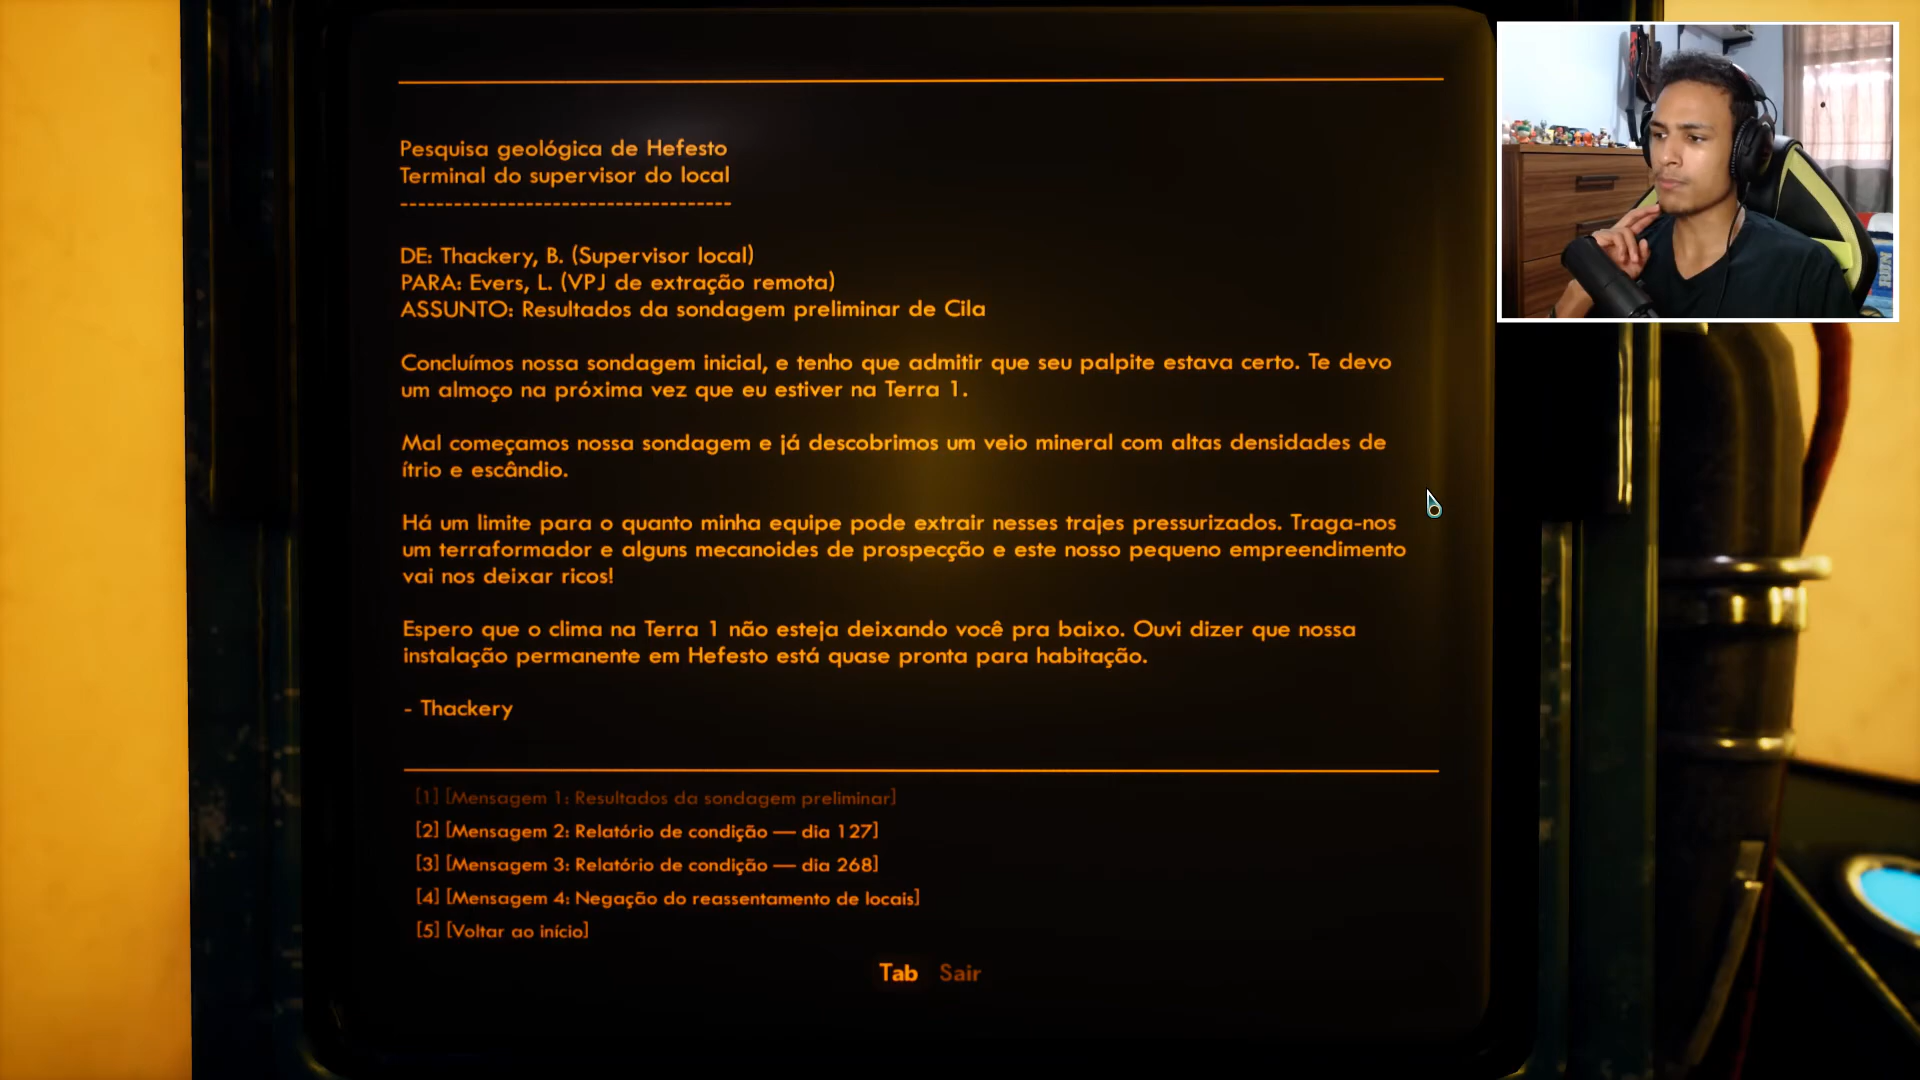 Pesquisa geológica de Hefesto
Terminal do supervisor do local
-------------------------------------
DE: Thackery, B. (Supervisor local)
PARA: Evers, L. (VPJ de extração remota)
ASSUNTO: Resultados da sondagem preliminar de Cila
Concluímos nossa sondagem inicial, e tenho que admitir que seu palpite estava certo. Te devo
um almoço na próxima vez que eu estiver na Terra 1.
Mal começamos nossa sondagem e já descobrimos um veio mineral com altas densidades de
ítrio e escândio.
Há um limite para o quanto minha equipe pode extrair nesses trajes pressurizados. Traga-nos
um terraformador e alguns mecanoides de prospecção e este nosso pequeno empreendimento
vai nos deixar ricos!
Espero que o clima na Terra 1 não esteja deixando você pra baixo. Ouvi dizer que nossa
instalação permanente em Hefesto está quase pronta para habitação.
- Thackery
[1] [Mensagem 1: Resultados da sondagem preliminar]
[2] [Mensagem 2: Relatório de condição — dia 127]
[3] [Mensagem 3: Relatório de condição — dia 268]
[4] [Mensagem 4: Negação do reassentamento de locais]
[5] [Voltar ao início]
Tab Sair